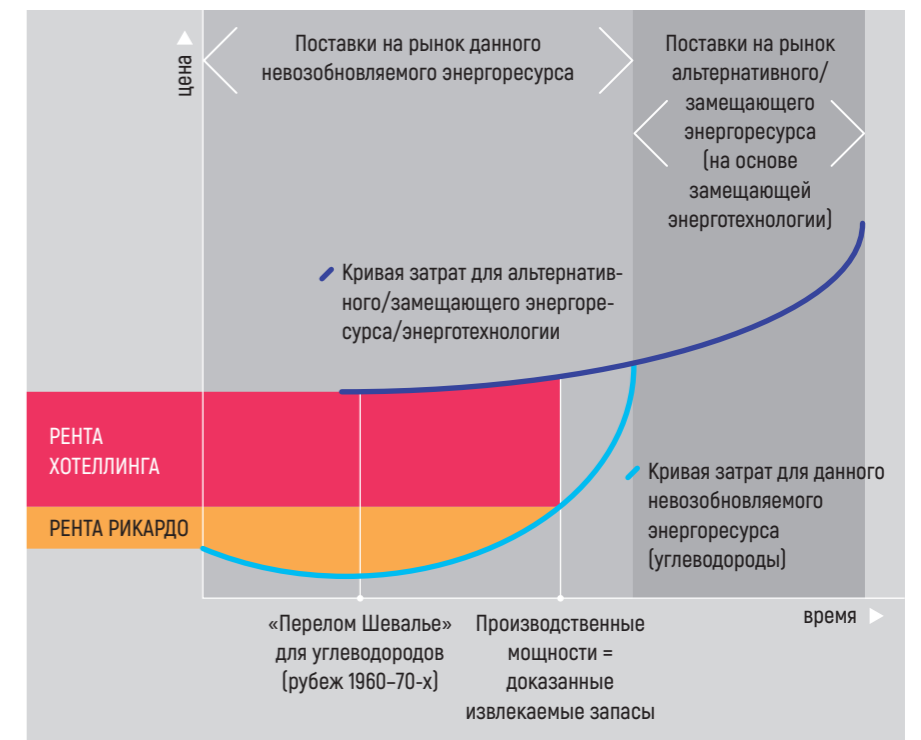 цена
Поставки на рынок данного
невозобновляемого энергоресурса
Поставки на рынок
альтернативного/
замещающего
энергоресурса
(на основе
замещающей
энерготехнологии)
Кривая затрат для альтернатив-
ного/замещающего энергоре-
сурса/энерготехнологии
РЕНТА
ХОТЕЛЛИНГА
РЕНТА РИКАРДО
Кривая затрат для данного
невозобновляемого
энергоресурса
(углеводороды)
время
«Перелом Шевалье»
для углеводородов
(рубеж 1960–70-х)
Производственные
мощности =
доказанные
извлекаемые запасы